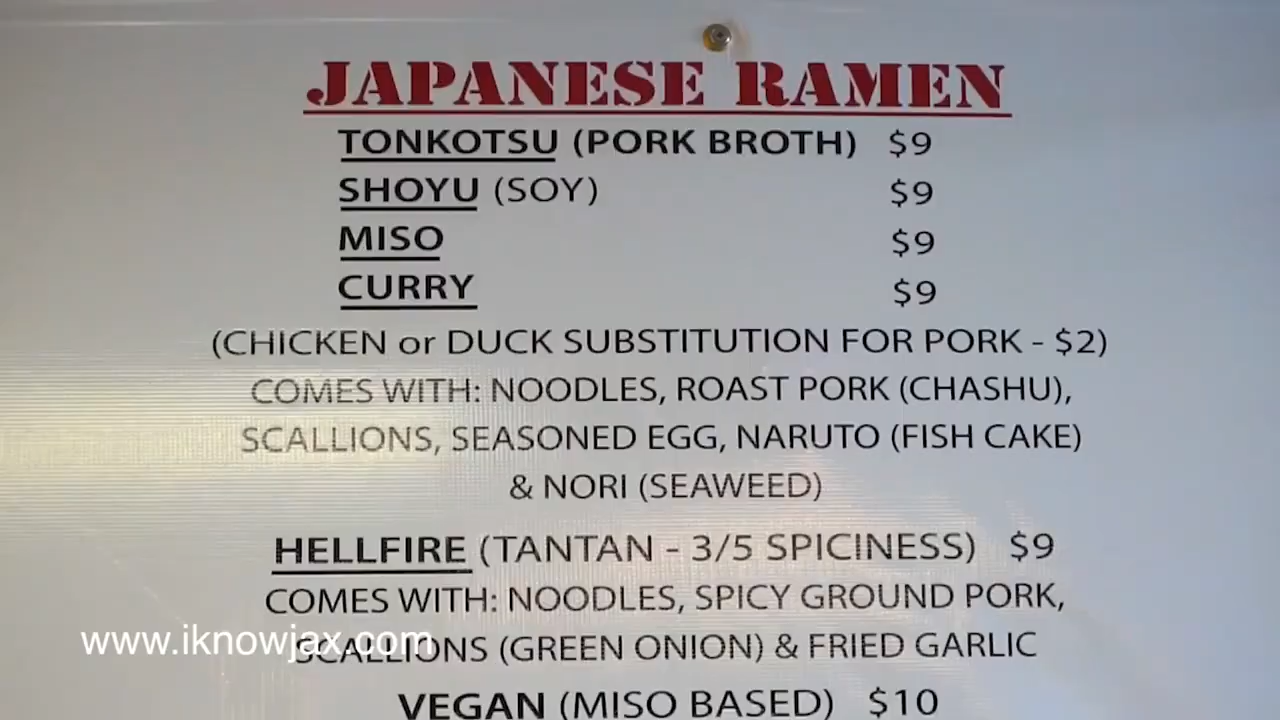 JAPANESE RAMEN
TONKOTSU (PORK BROTH) $9
SHOYU (SOY) $9
MISO $9
CURRY $9
(CHICKEN or DUCK SUBSTITUTION FOR PORK - $2)
COMES WITH: NOODLES, ROAST PORK (CHASHU),
SCALLIONS, SEASONED EGG, NARUTO (FISH CAKE)
& NORI (SEAWEED)
HELLFIRE (TANTAN - 3/5 SPICINESS) $9
COMES WITH: NOODLES, SPICY GROUND PORK,
www.iknowjax.com
SCALLIONS (GREEN ONION) & FRIED GARLIC
VEGAN (MISO BASED) $10